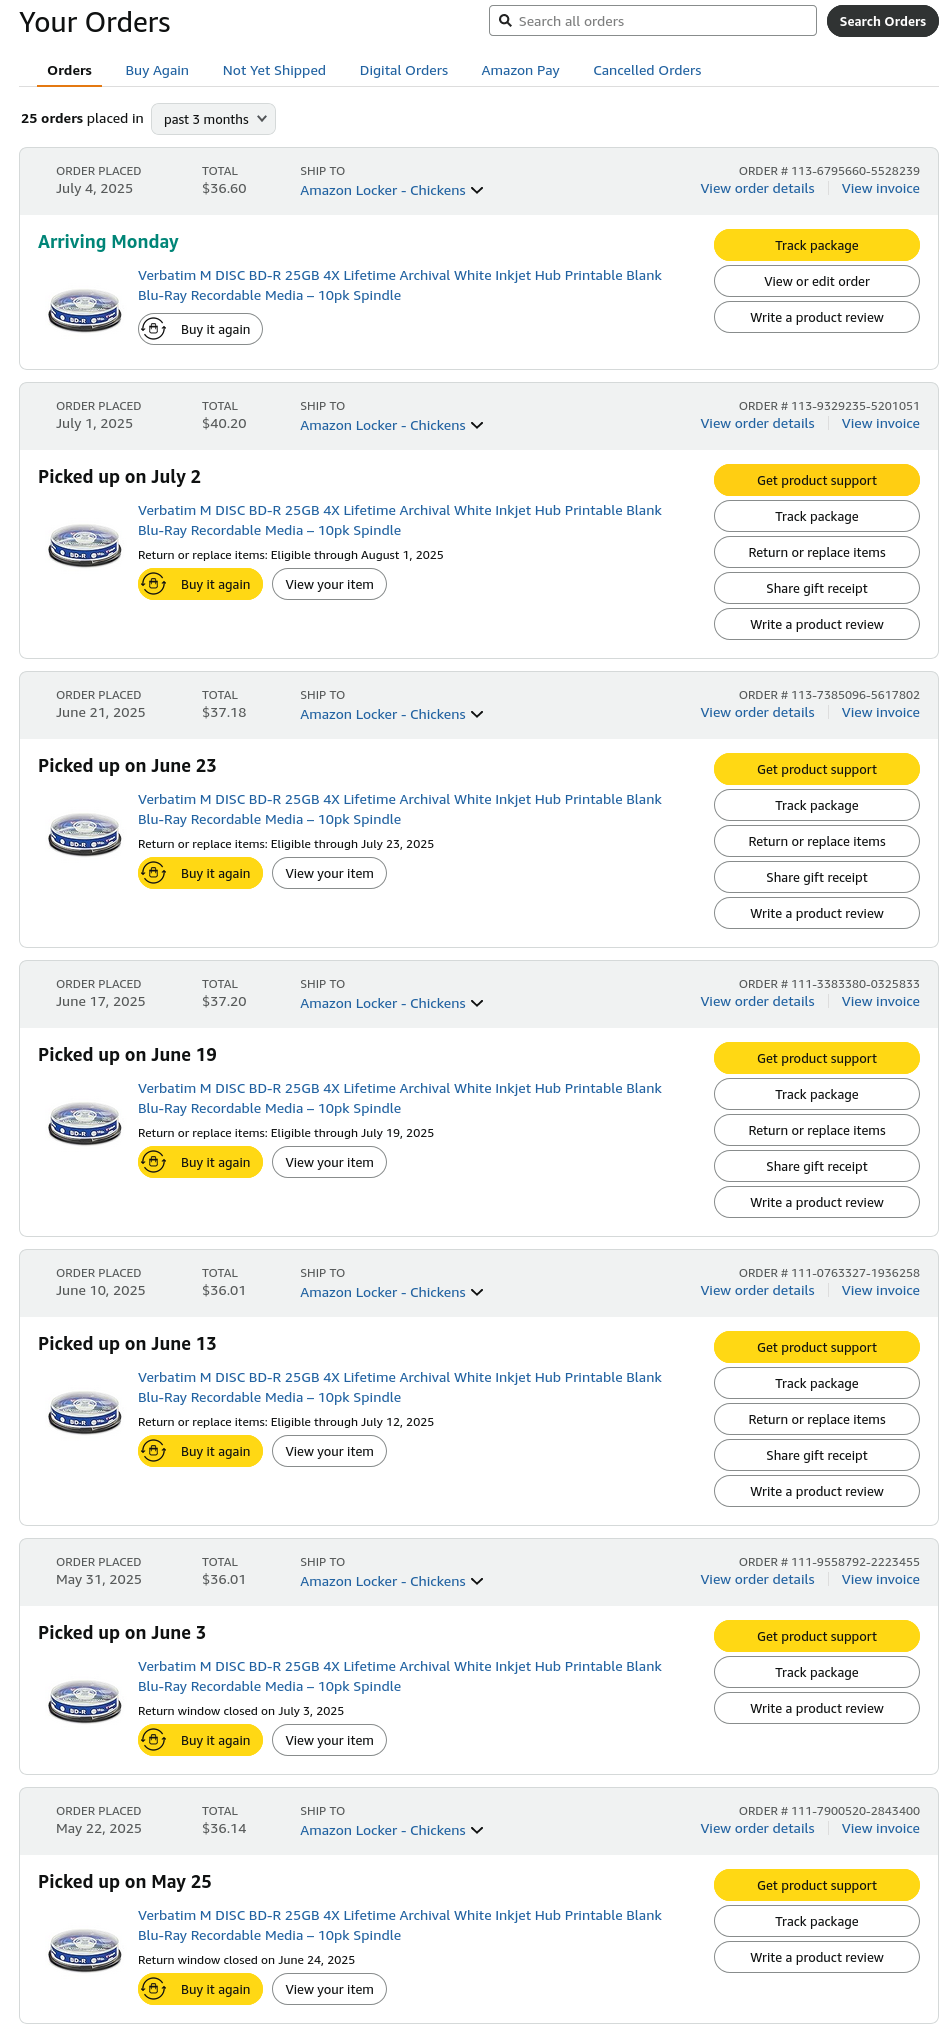 Your Orders
Search all orders
Search Orders
Orders Buy Again Not Yet Shipped Digital Orders Amazon Pay Cancelled Orders
25 orders placed in past 3 months
ORDER PLACED TOTAL SHIP TO ORDER # 113-6795660-5528239
July 4, 2025 $36.60 Amazon Locker - Chickens View order details View invoice
Arriving Monday
Verbatim M DISC BD-R 25GB 4X Lifetime Archival White Inkjet Hub Printable Blank
Blu-Ray Recordable Media – 10pk Spindle
Buy it again
Track package
View or edit order
Write a product review
ORDER PLACED TOTAL SHIP TO ORDER # 113-9329235-5201051
July 1, 2025 $40.20 Amazon Locker - Chickens View order details View invoice
Picked up on July 2
Verbatim M DISC BD-R 25GB 4X Lifetime Archival White Inkjet Hub Printable Blank
Blu-Ray Recordable Media – 10pk Spindle
Return or replace items: Eligible through August 1, 2025
Buy it again View your item
Get product support
Track package
Return or replace items
Share gift receipt
Write a product review
ORDER PLACED TOTAL SHIP TO ORDER # 113-7385096-5617802
June 21, 2025 $37.18 Amazon Locker - Chickens View order details View invoice
Picked up on June 23
Verbatim M DISC BD-R 25GB 4X Lifetime Archival White Inkjet Hub Printable Blank
Blu-Ray Recordable Media – 10pk Spindle
Return or replace items: Eligible through July 23, 2025
Buy it again View your item
Get product support
Track package
Return or replace items
Share gift receipt
Write a product review
ORDER PLACED TOTAL SHIP TO ORDER # 111-3383380-0325833
June 17, 2025 $37.20 Amazon Locker - Chickens View order details View invoice
Picked up on June 19
Verbatim M DISC BD-R 25GB 4X Lifetime Archival White Inkjet Hub Printable Blank
Blu-Ray Recordable Media – 10pk Spindle
Return or replace items: Eligible through July 19, 2025
Buy it again View your item
Get product support
Track package
Return or replace items
Share gift receipt
Write a product review
ORDER PLACED TOTAL SHIP TO ORDER # 111-0763327-1936258
June 10, 2025 $36.01 Amazon Locker - Chickens View order details View invoice
Picked up on June 13
Verbatim M DISC BD-R 25GB 4X Lifetime Archival White Inkjet Hub Printable Blank
Blu-Ray Recordable Media – 10pk Spindle
Return or replace items: Eligible through July 12, 2025
Buy it again View your item
Get product support
Track package
Return or replace items
Share gift receipt
Write a product review
ORDER PLACED TOTAL SHIP TO ORDER # 111-9558792-2223455
May 31, 2025 $36.01 Amazon Locker - Chickens View order details View invoice
Picked up on June 3
Verbatim M DISC BD-R 25GB 4X Lifetime Archival White Inkjet Hub Printable Blank
Blu-Ray Recordable Media – 10pk Spindle
Return window closed on July 3, 2025
Buy it again View your item
Get product support
Track package
Write a product review
ORDER PLACED TOTAL SHIP TO ORDER # 111-7900520-2843400
May 22, 2025 $36.14 Amazon Locker - Chickens View order details View invoice
Picked up on May 25
Verbatim M DISC BD-R 25GB 4X Lifetime Archival White Inkjet Hub Printable Blank
Blu-Ray Recordable Media – 10pk Spindle
Return window closed on June 24, 2025
Buy it again View your item
Get product support
Track package
Write a product review